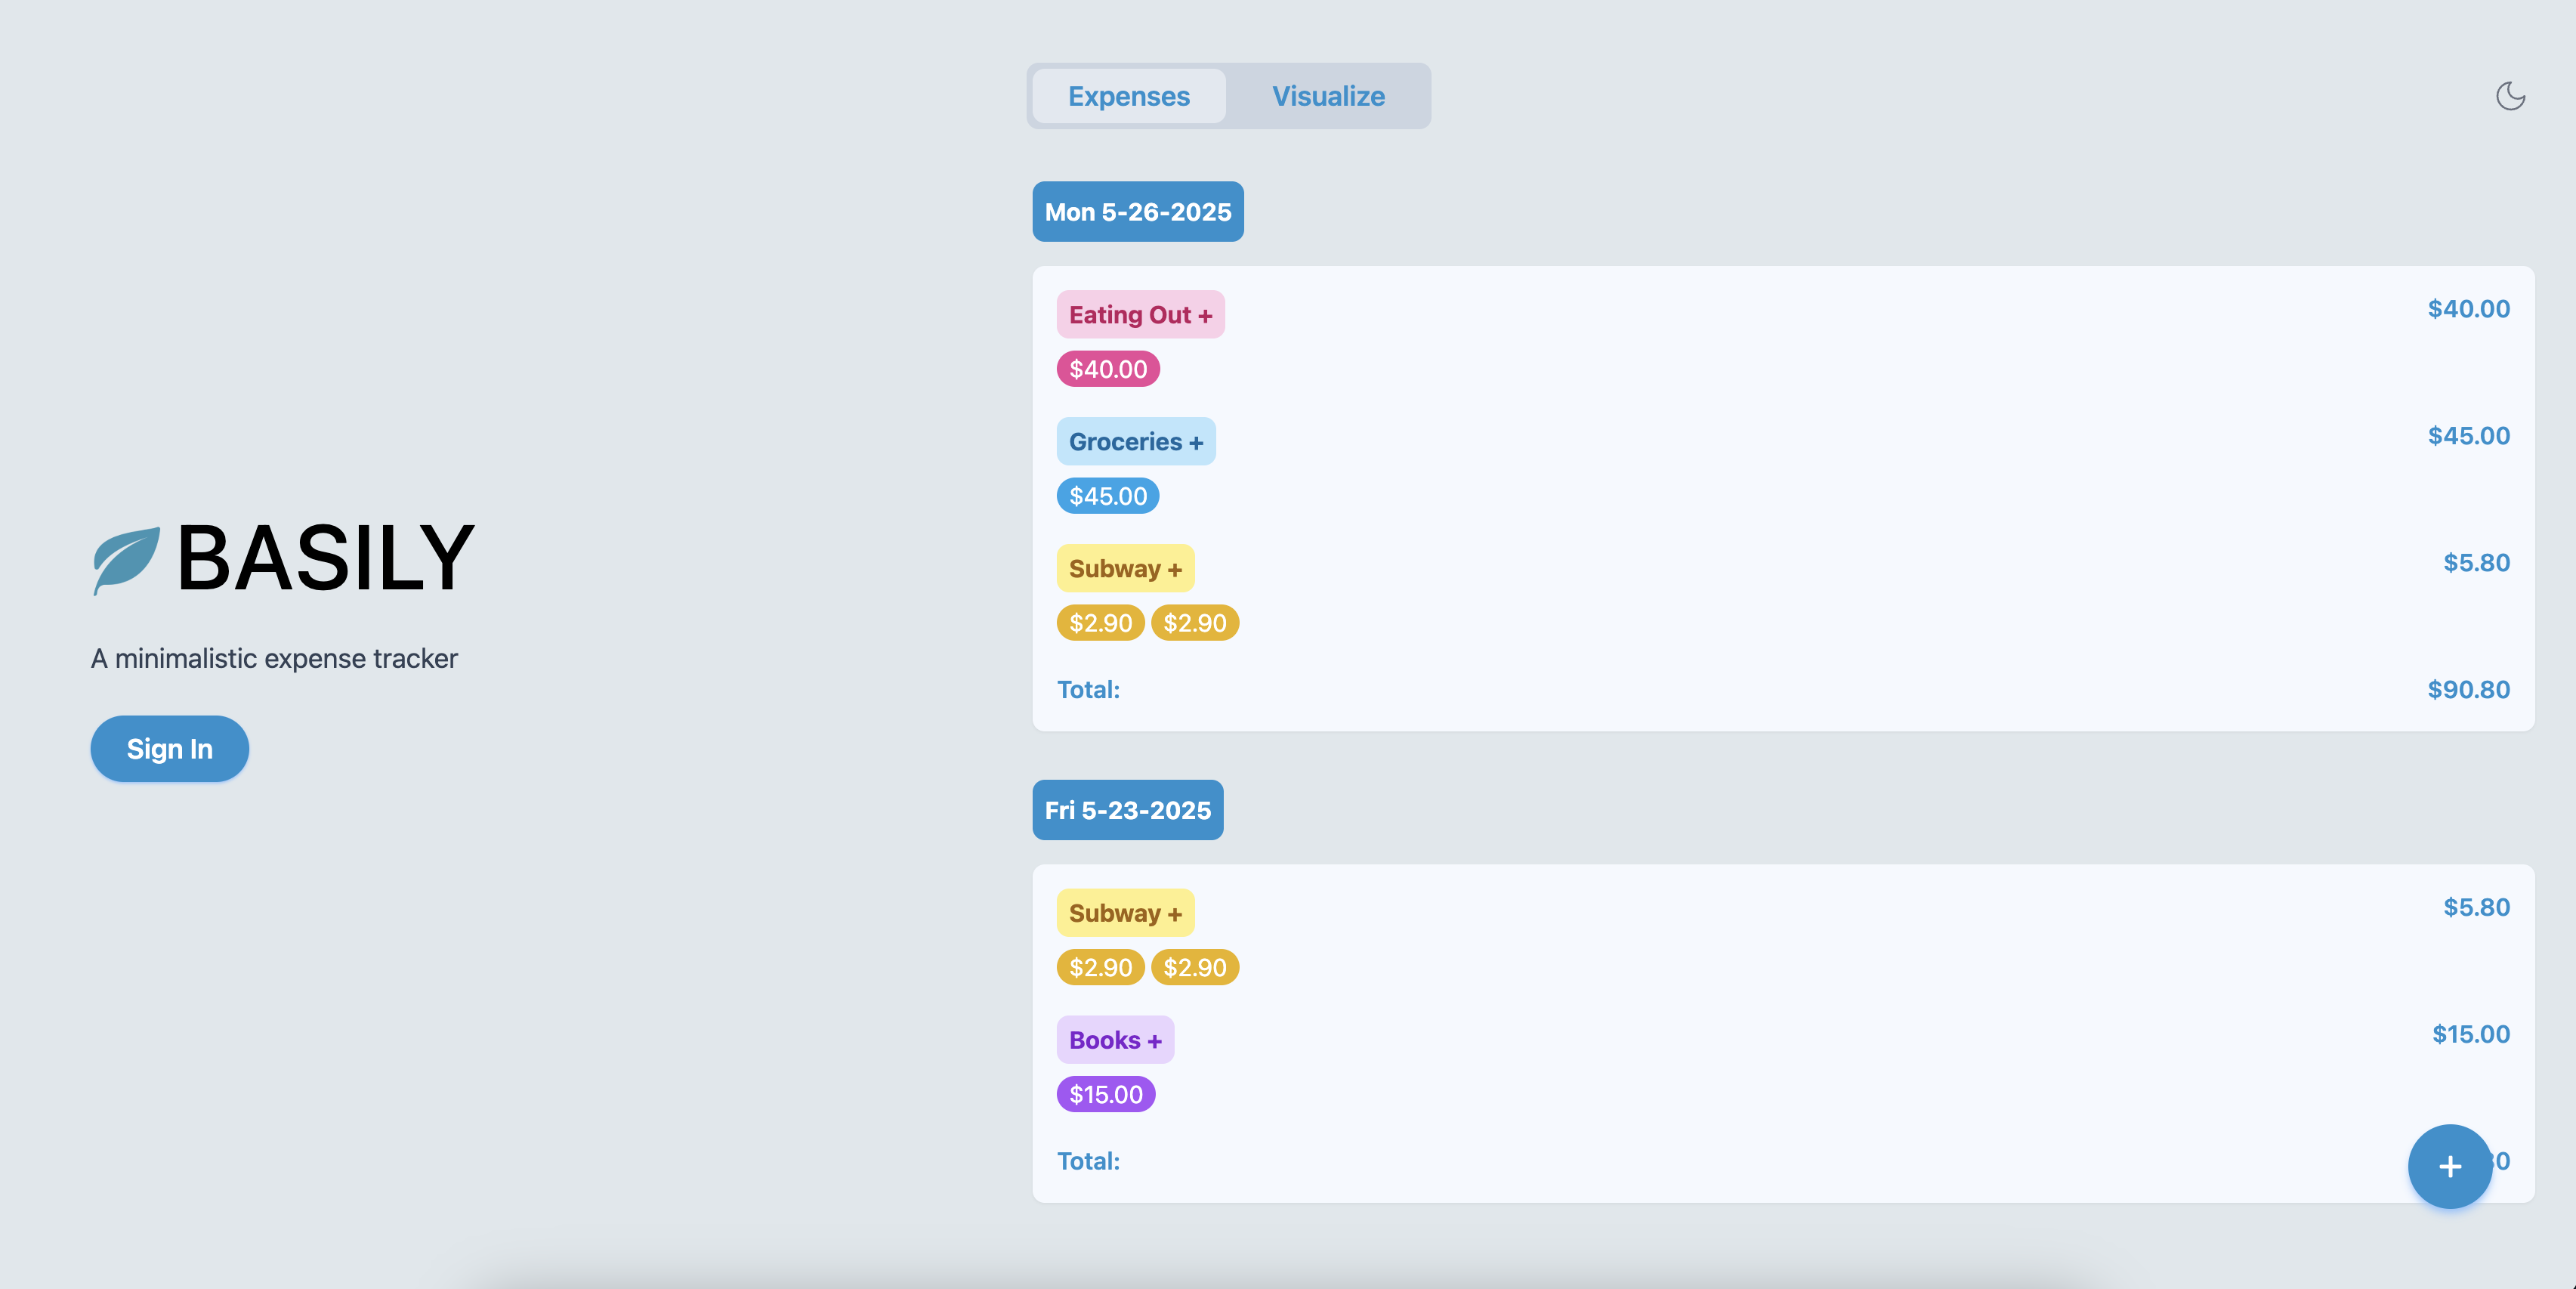 Expenses Visualize
Mon 5-26-2025
Eating Out + $40.00
$40.00
Groceries + $45.00
$45.00
BASILY
A minimalistic expense tracker
Sign In
Subway + $5.80
$2.90 $2.90
Total: $90.80
Fri 5-23-2025
Subway + $5.80
$2.90 $2.90
Books + $15.00
$15.00
Total:
+